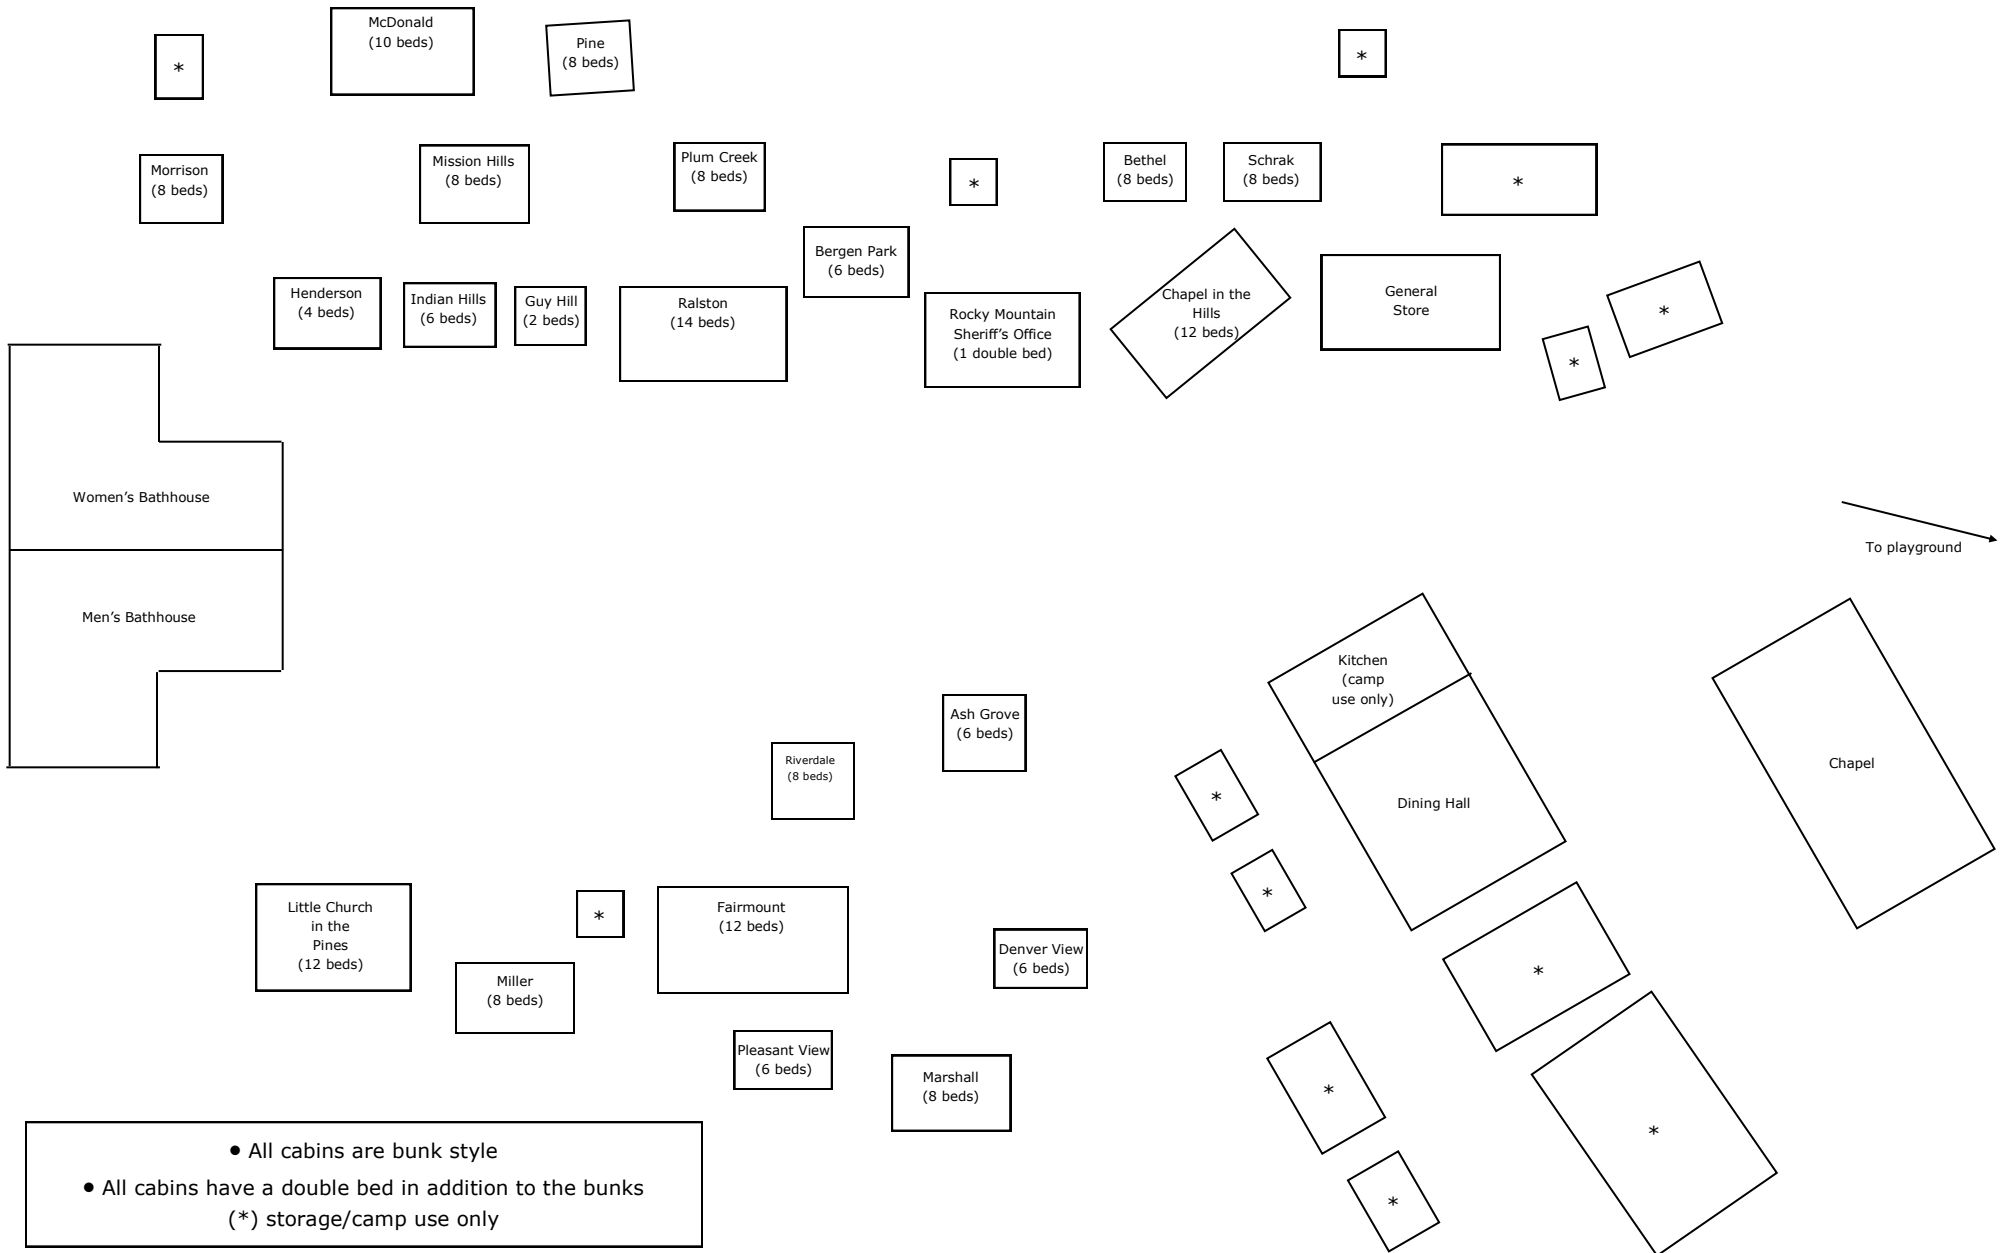 McDonald
(10 beds)
Pine
(8 beds)
*
*
Morrison
(8 beds)
Mission Hills
(8 beds)
Plum Creek
(8 beds)
*
Bethel
(8 beds)
Schrak
(8 beds)
*
Bergen Park
(6 beds)
Henderson
(4 beds)
Indian Hills
(6 beds)
Guy Hill
(2 beds)
Ralston
(14 beds)
Rocky Mountain
Sheriff's Office
(1 double bed)
Chapel in the
Hills
(12 beds)
General
Store
*
*
Women's Bathhouse
To playground
Men's Bathhouse
Kitchen
(camp
use only)
Ash Grove
(6 beds)
Riverdale
(8 beds)
*
Dining Hall
Chapel
*
Little Church
in the
Pines
(12 beds)
*
Fairmount
(12 beds)
Miller
(8 beds)
Denver View
(6 beds)
*
Pleasant View
(6 beds)
Marshall
(8 beds)
*
*
*
• All cabins are bunk style
• All cabins have a double bed in addition to the bunks
(*) storage/camp use only